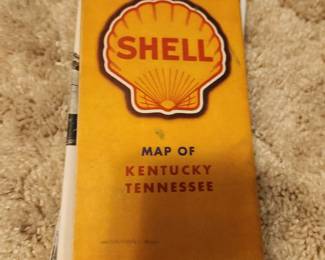 SHELL
MAP OF
KENTUCKY
TENNESSEE